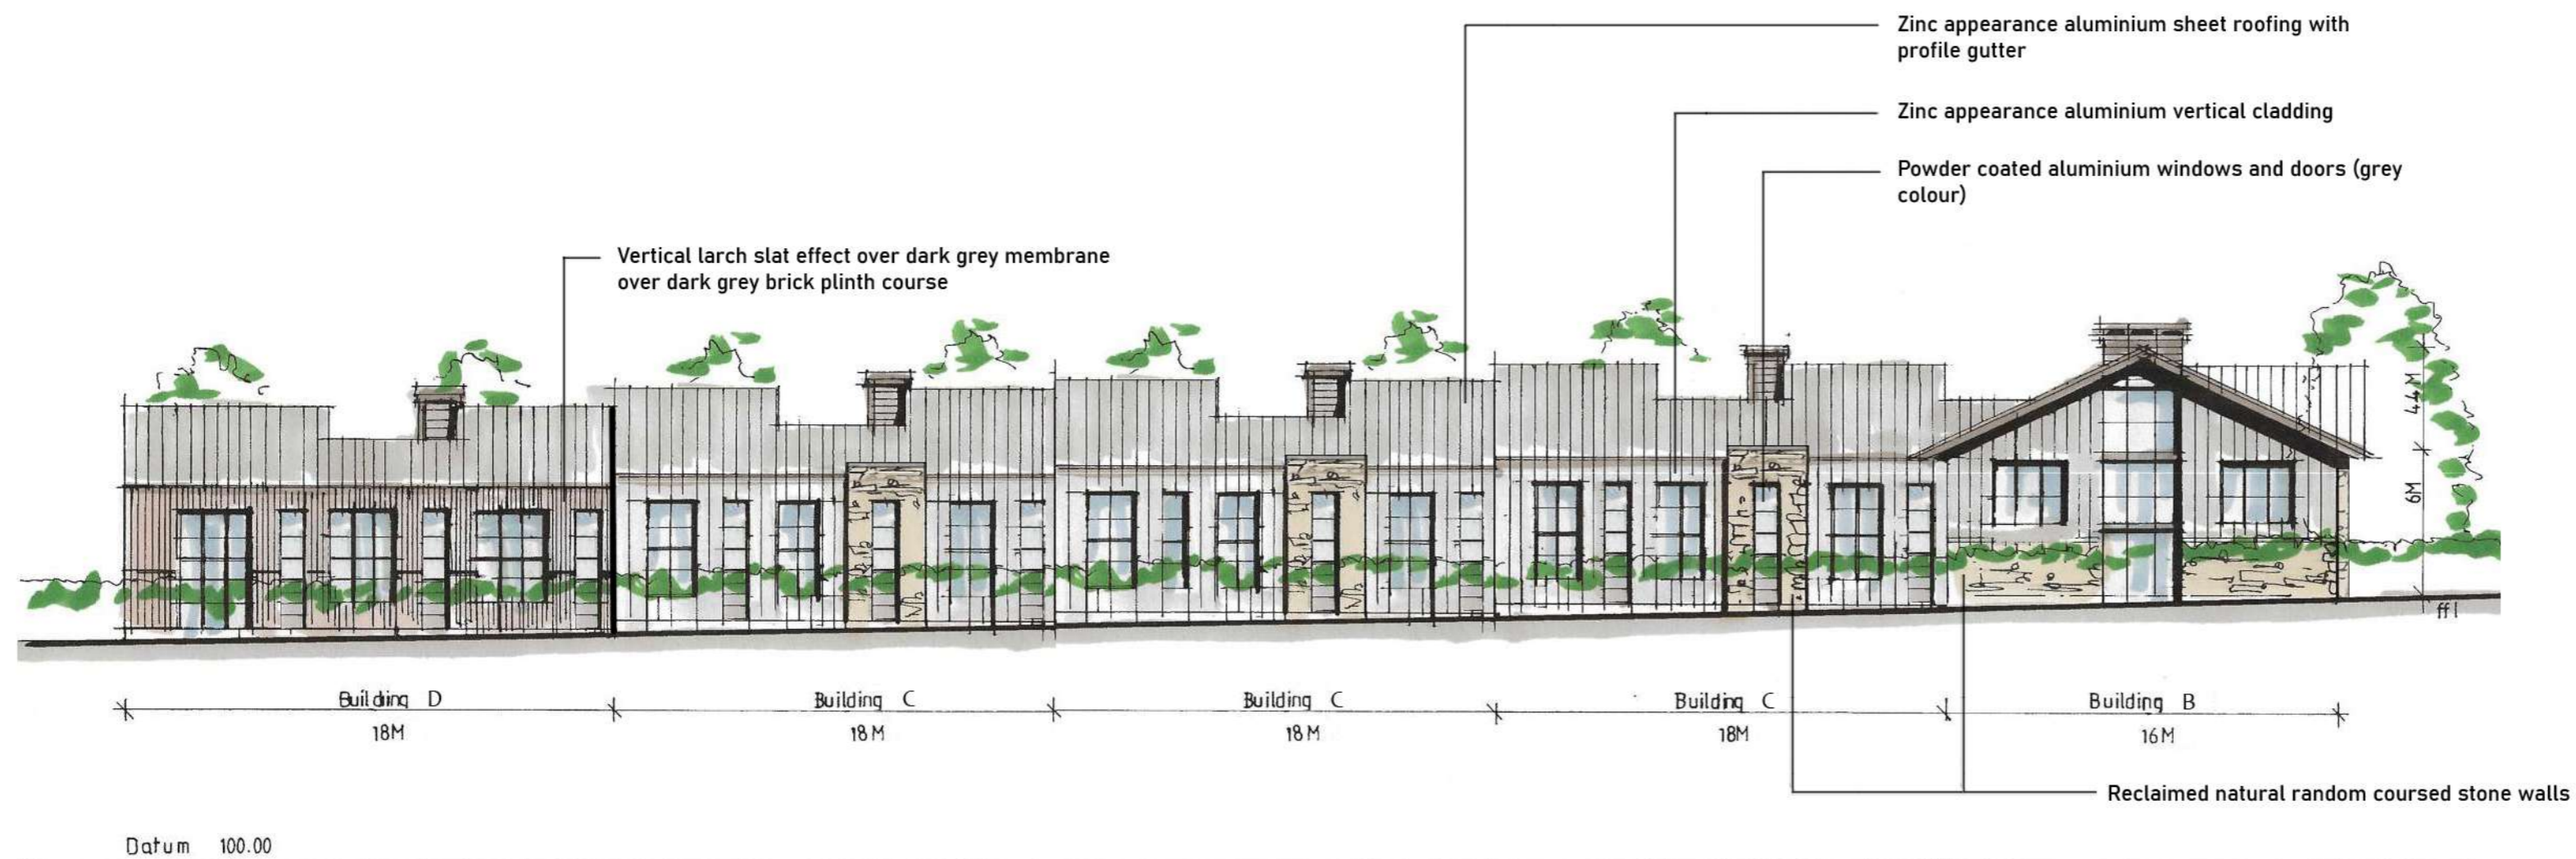 Zinc appearance aluminium sheet roofing with
profile gutter
Zinc appearance aluminium vertical cladding
Powder coated aluminium windows and doors (grey
colour)
Vertical larch slat effect over dark grey membrane
over dark grey brick plinth course
4.4M
6M
ffl
Building D
Building C
Building C
Building C
Building B
18M
18M
18M
18M
16M
Reclaimed natural random coursed stone walls
Datum 100.00